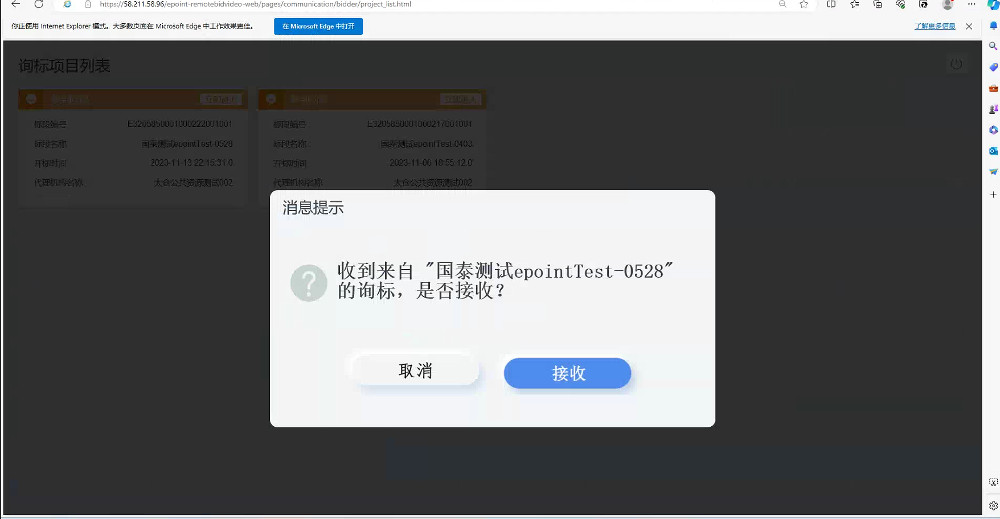 https://58.211.58.96/epoint-remotebidvideo-web/pages/communication/bidder/project_list.html
你正使用 Internet Explorer 模式。大多数页面在 Microsoft Edge 中工作效果更佳。
在 Microsoft Edge 中打开
了解更多信息
询标项目列表
标段编号 E3205850001000222001001
标段名称 国泰测试epointTest-0528
开标时间 2023-11-13 22:15:31.0
代理机构名称 太仓公共资源测试002
立即进入
标段编号: E3205850001000217001001
标段名称: 国泰测试epointTest-0403
开标时间 2023-11-06 18:55:12.0
代理机构名称 太仓公共资源测试002
消息提示
收到来自 "国泰测试epointTest-0528"
的询标，是否接收？
取消
接收